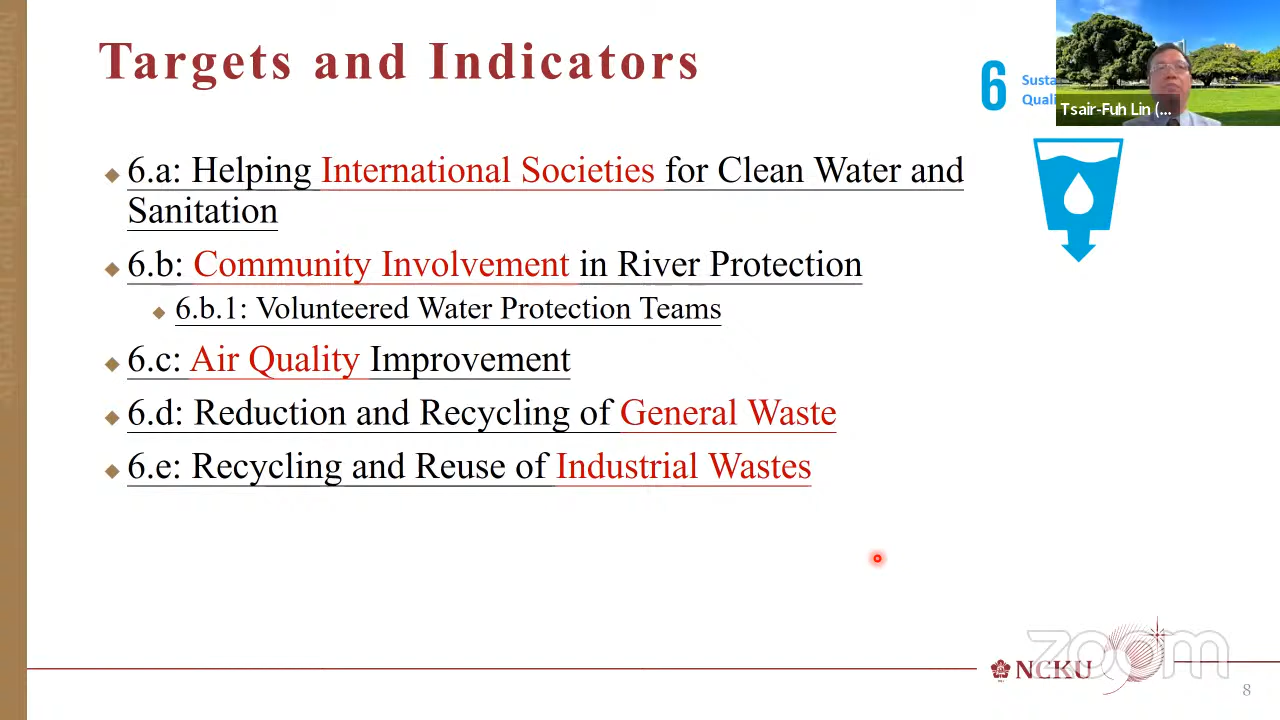 Targets and Indicators
6
Susta
Quali
Tsair-Fuh Lin (...
6.a: Helping International Societies for Clean Water and
Sanitation
6.b: Community Involvement in River Protection
6.b.1: Volunteered Water Protection Teams
6.c: Air Quality Improvement
6.d: Reduction and Recycling of General Waste
6.e: Recycling and Reuse of Industrial Wastes
zoom
NCKU
8